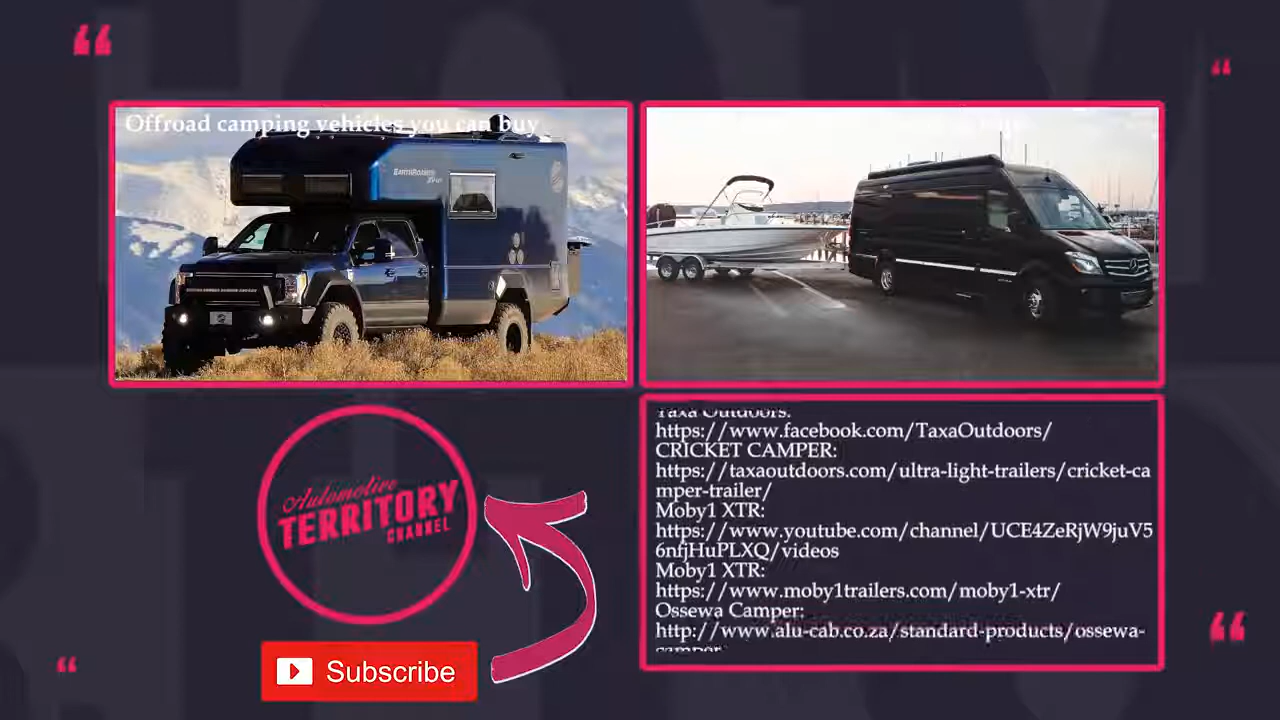 Offroad camping vehicles you can buy
EARTHROAMER
Taxa Outdoors:
https://www.facebook.com/TaxaOutdoors/
CRICKET CAMPER:
https://taxaoutdoors.com/ultra-light-trailers/cricket-ca
mper-trailer/
Moby1 XTR:
https://www.youtube.com/channel/UCE4ZeRjW9juV5
6nfjHuPLXQ/videos
Moby1 XTR:
https://www.moby1trailers.com/moby1-xtr/
Ossewa Camper:
http://www.alu-cab.co.za/standard-products/ossewa-
camper
Automotive
TERRITORY
CHANNEL
Subscribe